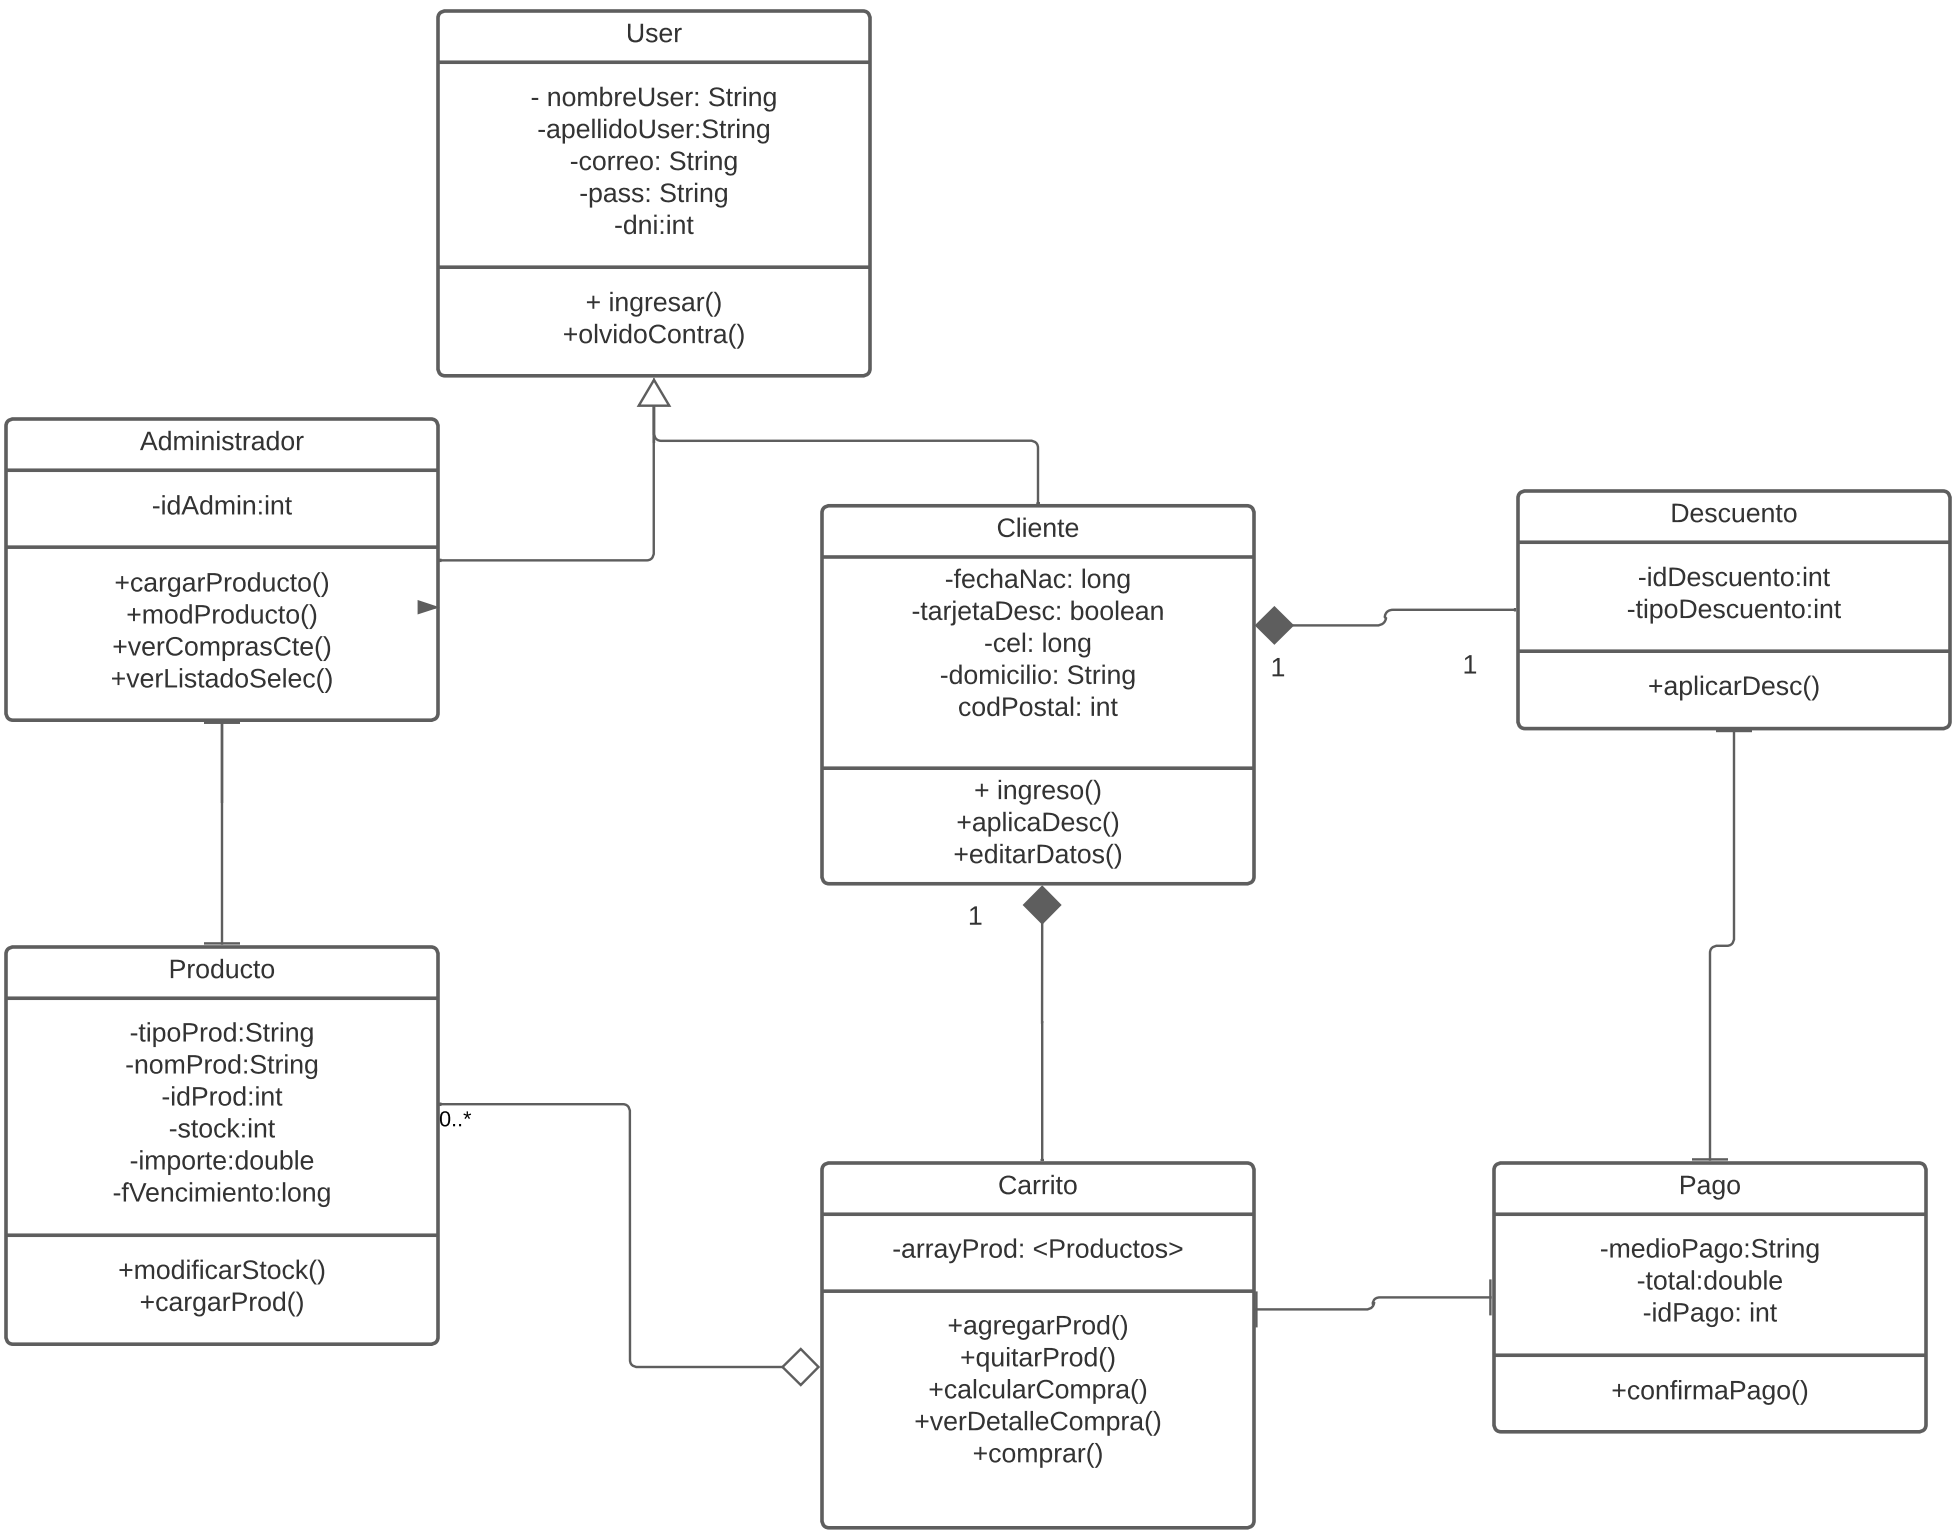 User
- nombreUser: String
-apellidoUser:String
-correo: String
-pass: String
-dni:int
+ ingresar()
+olvidoContra()
Administrador
-idAdmin:int
+cargarProducto()
+modProducto()
+verComprasCte()
+verListadoSelec()
Cliente
-fechaNac: long
-tarjetaDesc: boolean
-cel: long
-domicilio: String
codPostal: int
+ ingreso()
+aplicaDesc()
+editarDatos()
1
1
1
Descuento
-idDescuento:int
-tipoDescuento:int
+aplicarDesc()
Producto
-tipoProd:String
-nomProd:String
-idProd:int
-stock:int
-importe:double
-fVencimiento:long
+modificarStock()
+cargarProd()
0..*
Carrito
-arrayProd: <Productos>
+agregarProd()
+quitarProd()
+calcularCompra()
+verDetalleCompra()
+comprar()
Pago
-medioPago:String
-total:double
-idPago: int
+confirmaPago()